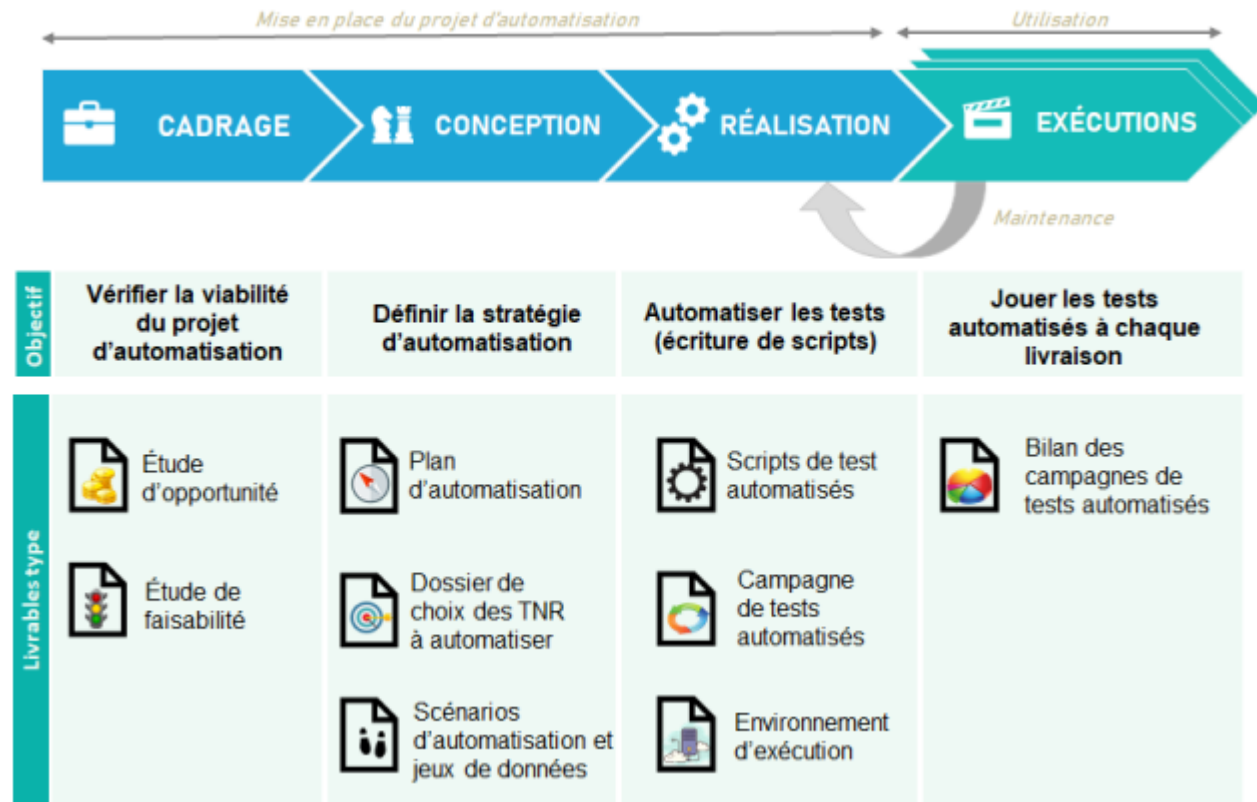 Mise en place du projet d'automatisation
Utilisation
CADRAGE
CONCEPTION
RÉALISATION
EXÉCUTIONS
Maintenance
Objectif
Vérifier la viabilité
du projet
d'automatisation
Définir la stratégie
d'automatisation
Automatiser les tests
(écriture de scripts)
Jouer les tests
automatisés à chaque
livraison
Livrables type
Étude
d'opportunité
Étude de
faisabilité
Plan
d'automatisation
Dossier de
choix des TNR
à automatiser
Scénarios
d'automatisation et
jeux de données
Scripts de test
automatisés
Campagne
de tests
automatisés
Environnement
d'exécution
Bilan des
campagnes de
tests automatisés